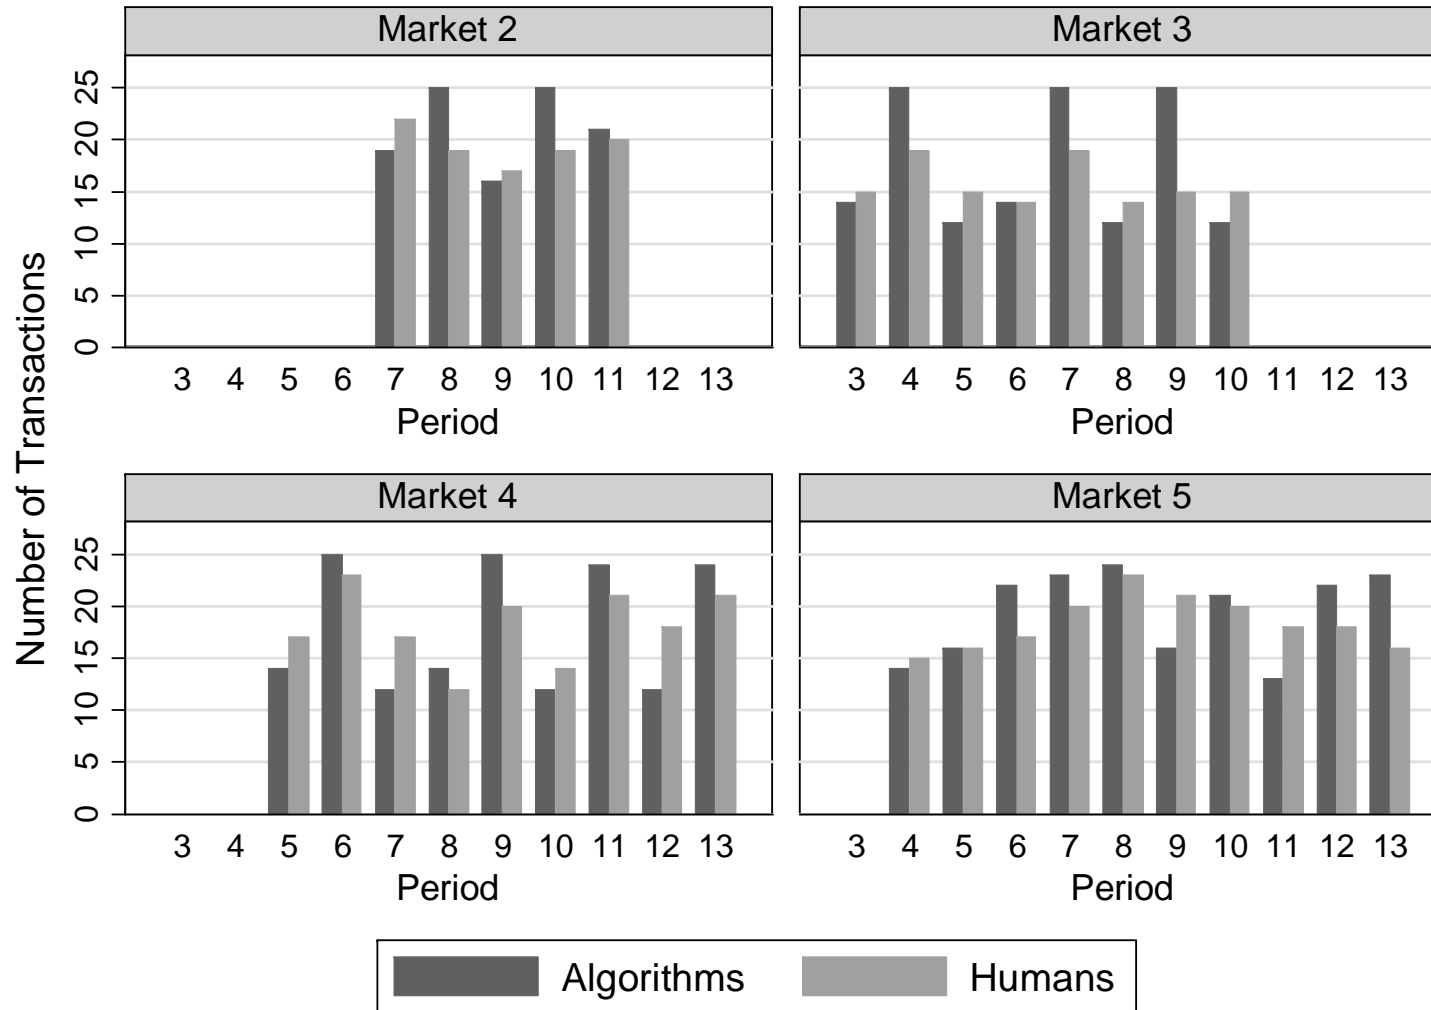 Market 2
Market 3
Number of Transactions
0 5 10 15 20 25
3 4 5 6 7 8 9 10 11 12 13
Period
3 4 5 6 7 8 9 10 11 12 13
Period
Market 4
Market 5
0 5 10 15 20 25
3 4 5 6 7 8 9 10 11 12 13
Period
3 4 5 6 7 8 9 10 11 12 13
Period
Algorithms
Humans